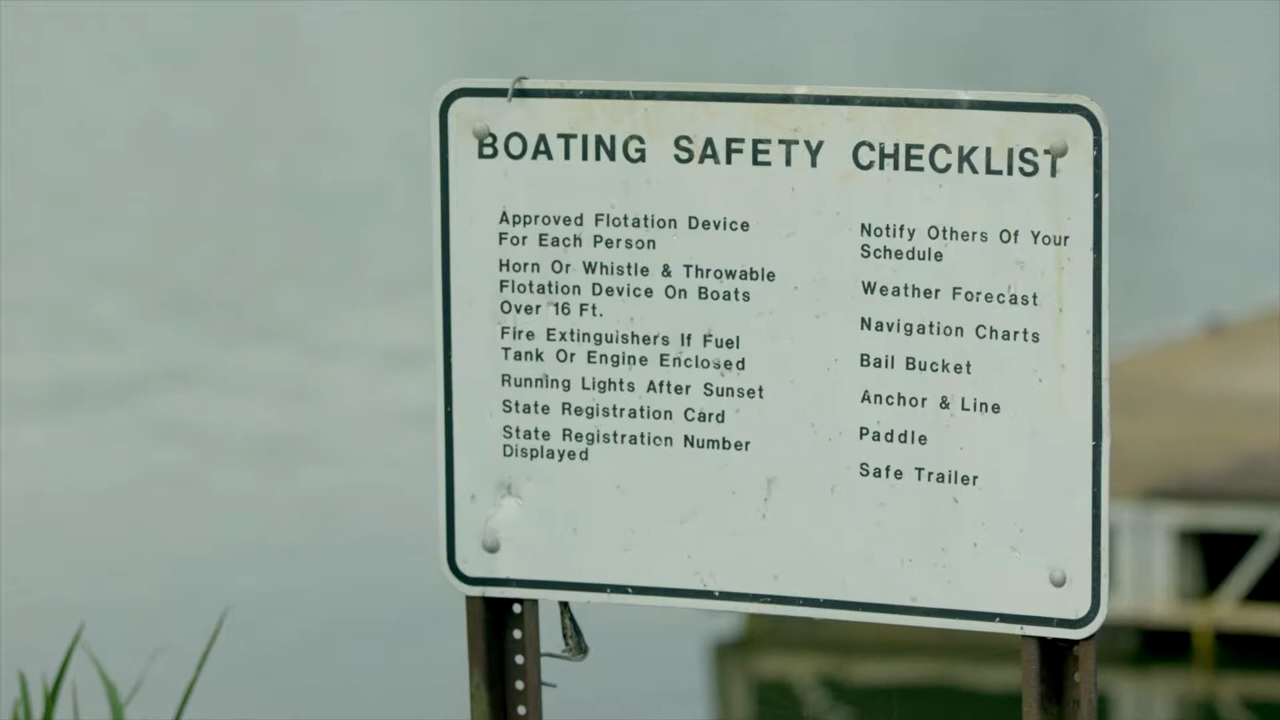 BOATING SAFETY CHECKLIST
Approved Flotation Device
For Each Person
Horn Or Whistle & Throwable
Flotation Device On Boats
Over 16 Ft.
Fire Extinguishers If Fuel
Tank Or Engine Enclosed
Running Lights After Sunset
State Registration Card
State Registration Number
Displayed
Notify Others Of Your
Schedule
Weather Forecast
Navigation Charts
Bail Bucket
Anchor & Line
Paddle
Safe Trailer